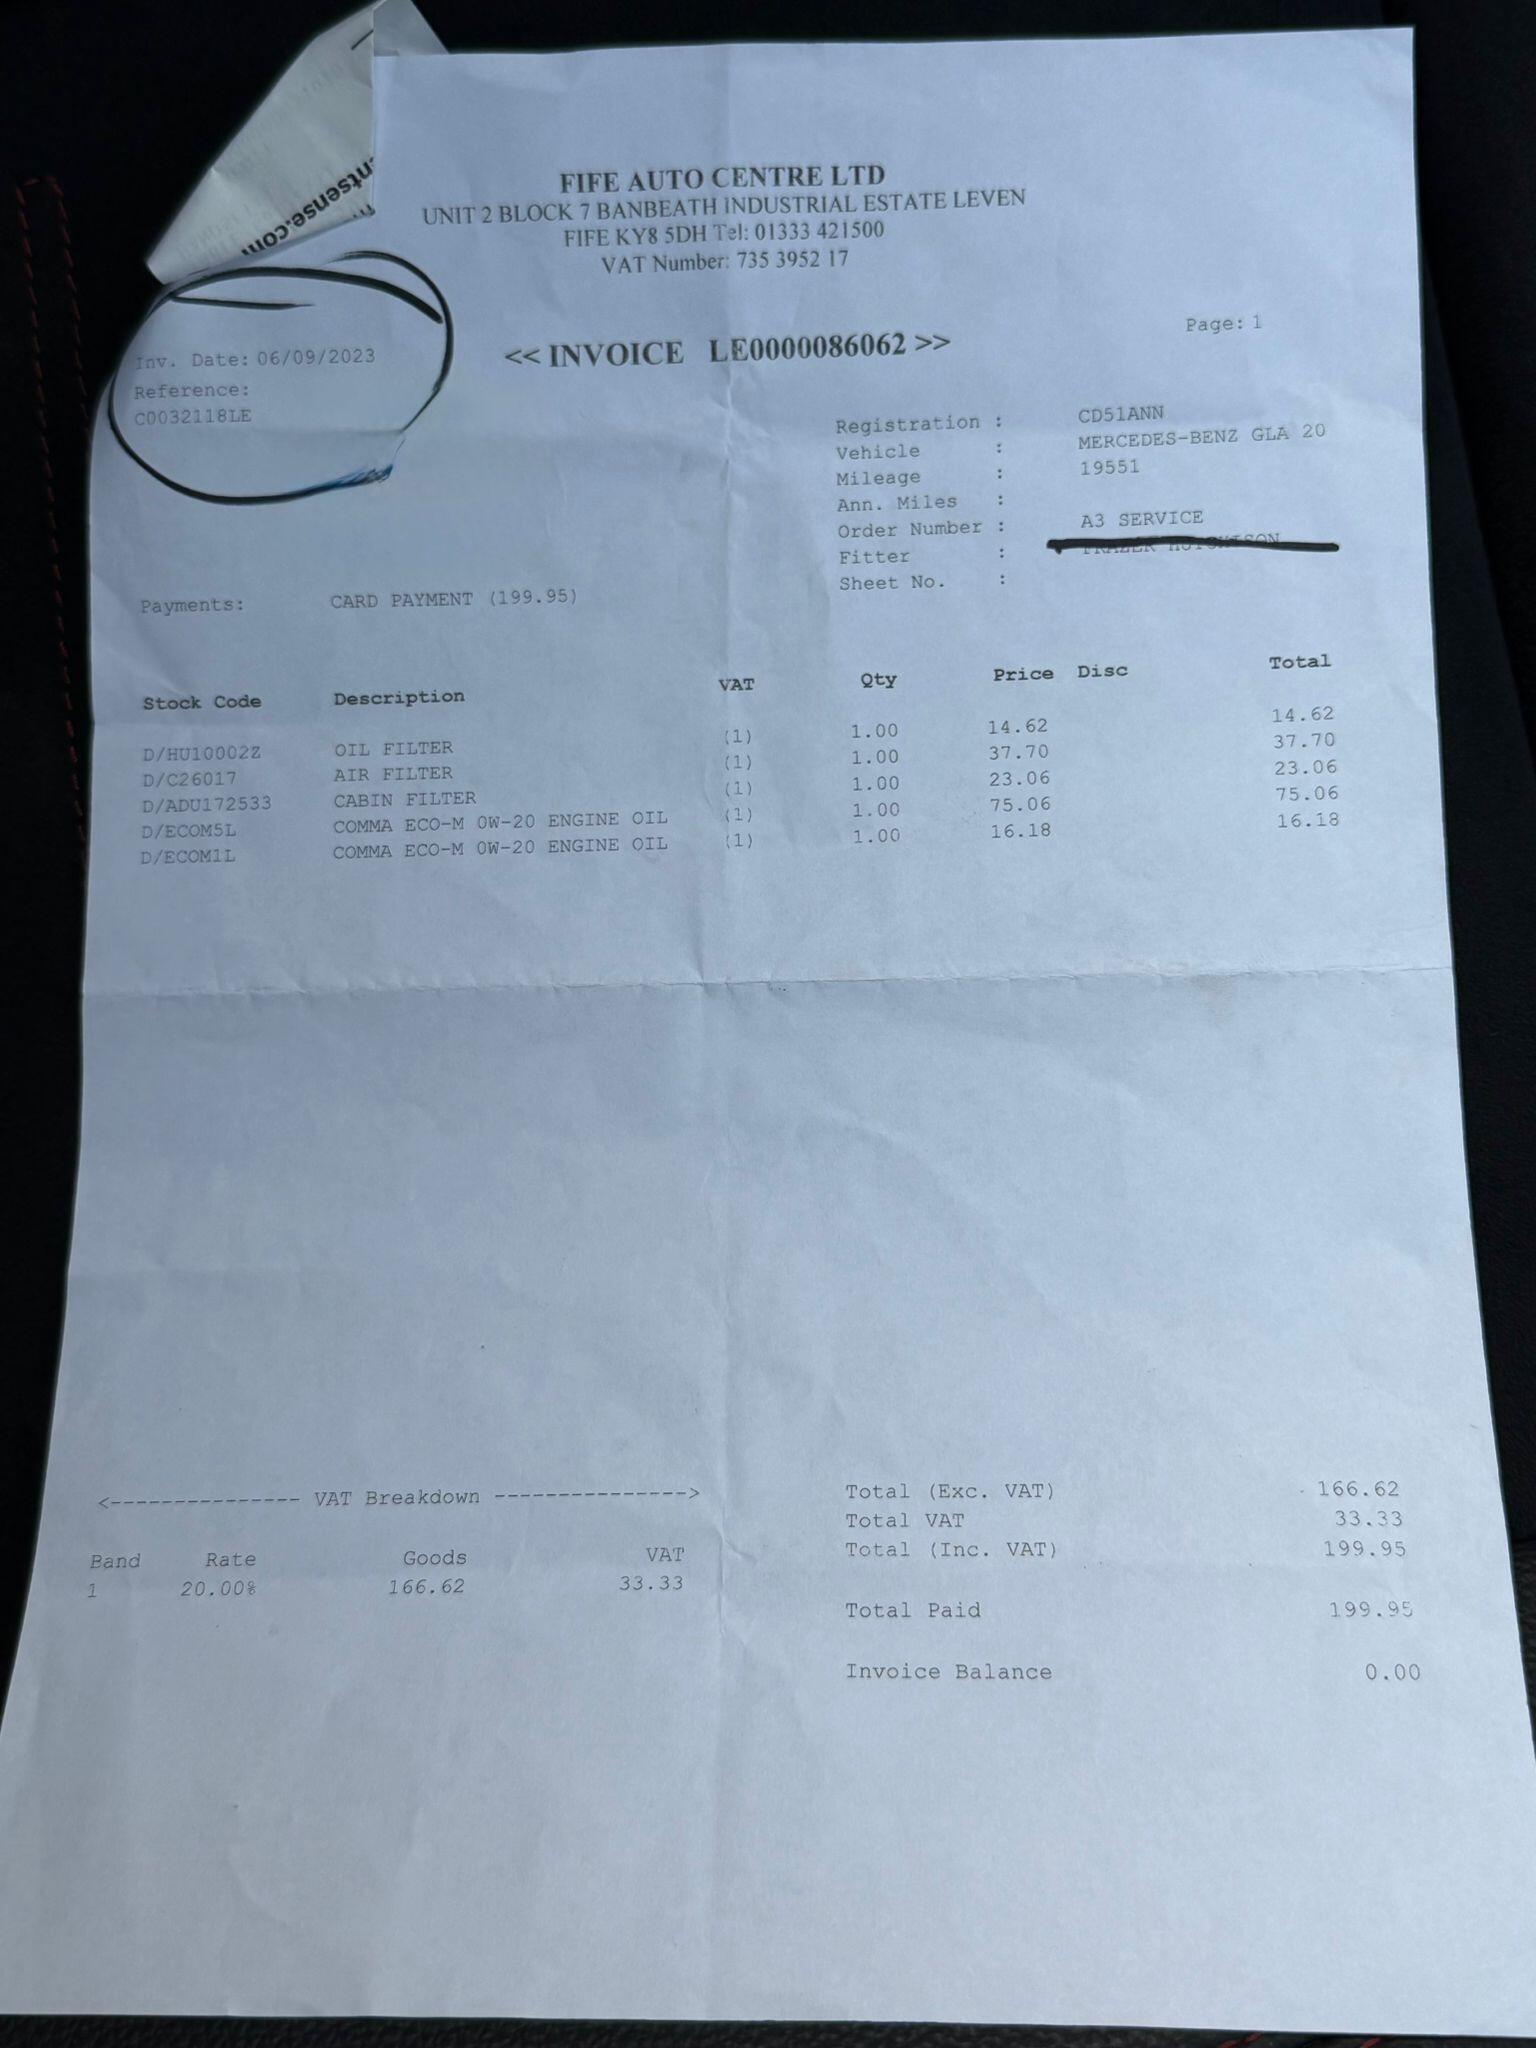 ntsense.com
FIFE AUTO CENTRE LTD
UNIT 2 BLOCK 7 BANBEATH INDUSTRIAL ESTATE LEVEN
FIFE KY8 5DH Tel: 01333 421500
VAT Number: 735 3952 17
Page: 1
<< INVOICE LE0000086062 >>
Inv. Date: 06/09/2023
Reference:
C0032118LE
Registration : CD51ANN
Vehicle : MERCEDES-BENZ GLA 20
Mileage : 19551
Ann. Miles :
Order Number : A3 SERVICE
Fitter :
Sheet No. :
Payments: CARD PAYMENT (199.95)
Stock Code Description VAT Qty Price Disc Total
D/HU10002Z OIL FILTER (1) 1.00 14.62 14.62
D/C26017 AIR FILTER (1) 1.00 37.70 37.70
D/ADU172533 CABIN FILTER (1) 1.00 23.06 23.06
D/ECOM5L COMMA ECO-M 0W-20 ENGINE OIL (1) 1.00 75.06 75.06
D/ECOM1L COMMA ECO-M 0W-20 ENGINE OIL (1) 1.00 16.18 16.18
<--------------- VAT Breakdown --------------->
Band Rate Goods VAT
1 20.00% 166.62 33.33
Total (Exc. VAT) 166.62
Total VAT 33.33
Total (Inc. VAT) 199.95
Total Paid 199.95
Invoice Balance 0.00